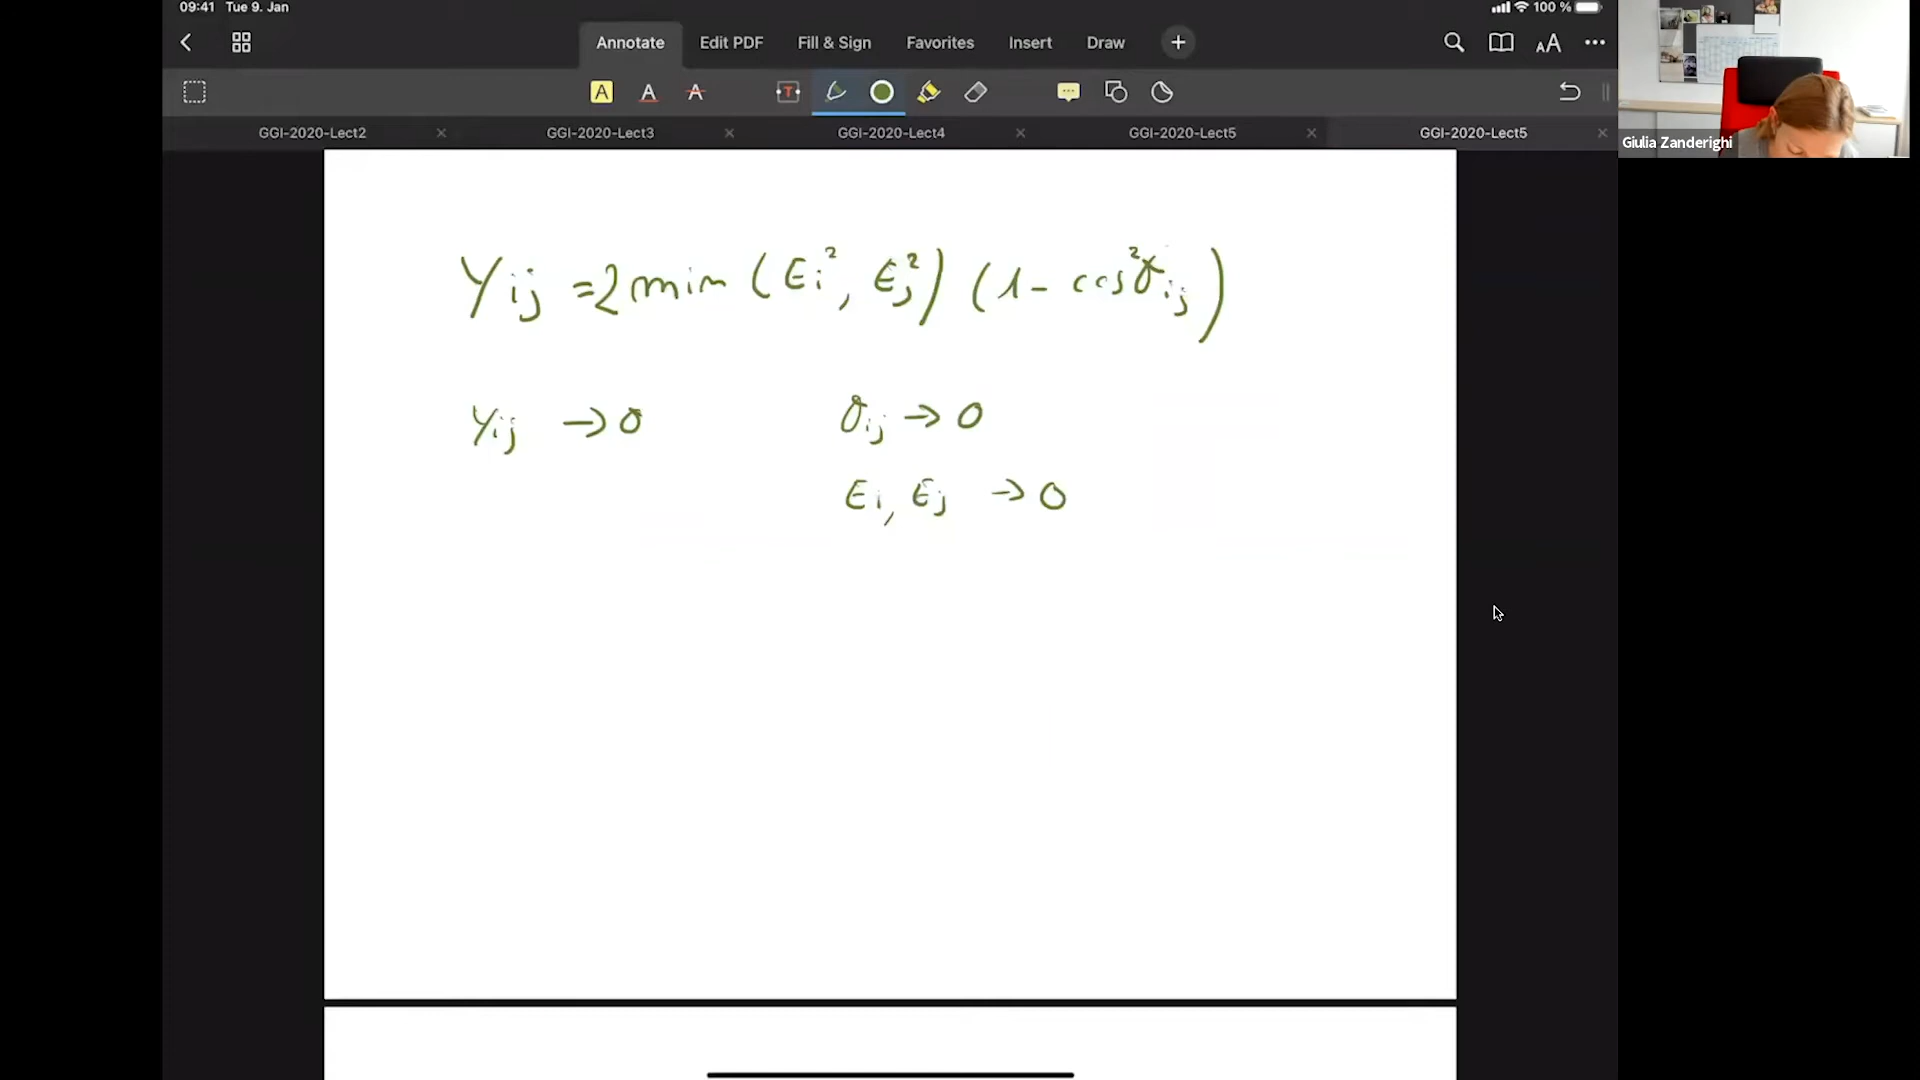 09:41 Tue 9. Jan 100 %
Annotate Edit PDF Fill & Sign Favorites Insert Draw
GGI-2020-Lect2 GGI-2020-Lect3 GGI-2020-Lect4 GGI-2020-Lect5 GGI-2020-Lect5
Giulia Zanderighi
Yij = 2 min (Ei², Ej²) (1 - cos²θij)
Yij → 0 θij → 0
Ei, Ej → 0